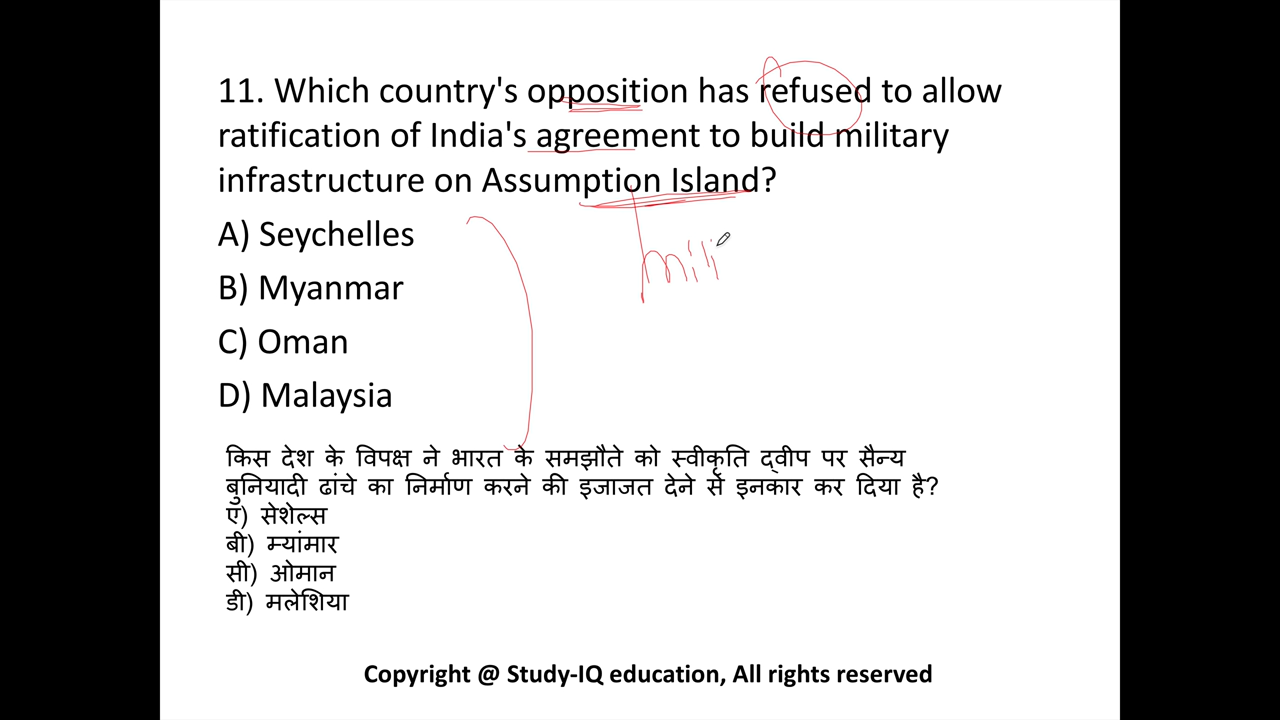 11. Which country's opposition has refused to allow
ratification of India's agreement to build military
infrastructure on Assumption Island?
A) Seychelles
B) Myanmar
C) Oman
D) Malaysia
mili
किस देश के विपक्ष ने भारत के समझौते को स्वीकृति द्वीप पर सैन्य
बुनियादी ढांचे का निर्माण करने की इजाजत देने से इनकार कर दिया है?
ए) सेशेल्स
बी) म्यांमार
सी) ओमान
डी) मलेशिया
Copyright @ Study-IQ education, All rights reserved